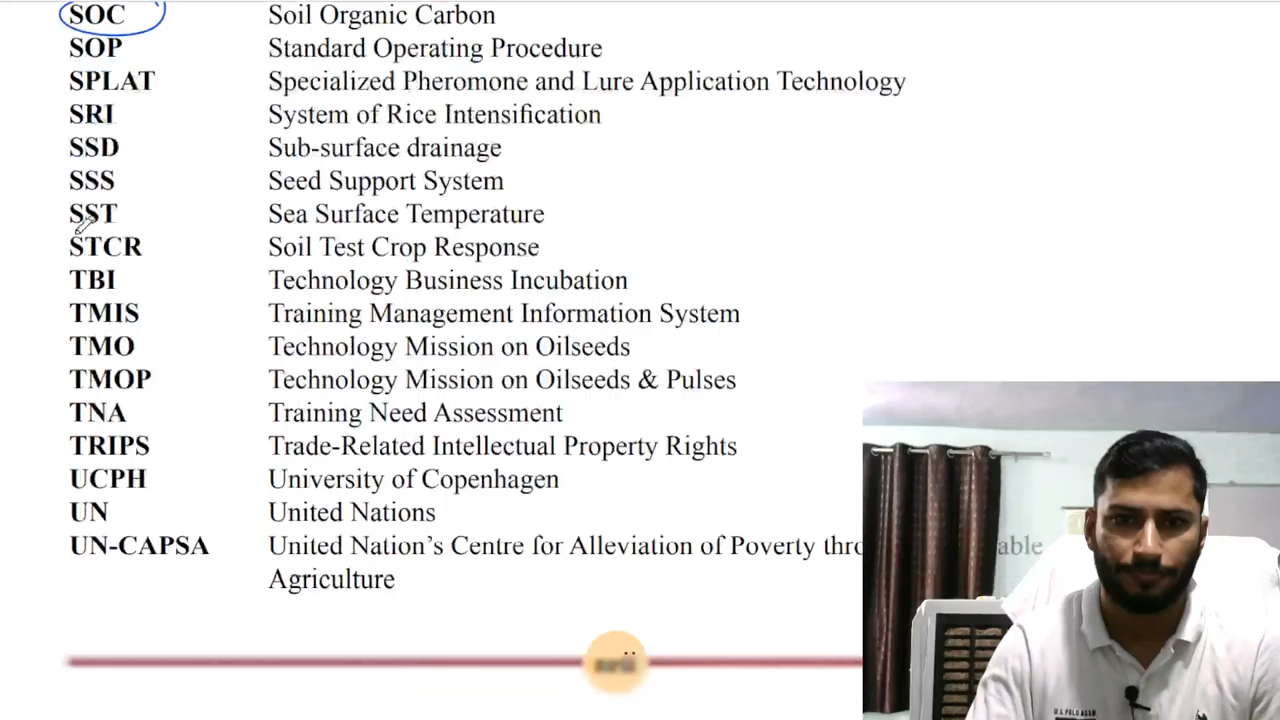 SOC Soil Organic Carbon
SOP Standard Operating Procedure
SPLAT Specialized Pheromone and Lure Application Technology
SRI System of Rice Intensification
SSD Sub-surface drainage
SSS Seed Support System
SST Sea Surface Temperature
STCR Soil Test Crop Response
TBI Technology Business Incubation
TMIS Training Management Information System
TMO Technology Mission on Oilseeds
TMOP Technology Mission on Oilseeds & Pulses
TNA Training Need Assessment
TRIPS Trade-Related Intellectual Property Rights
UCPH University of Copenhagen
UN United Nations
UN-CAPSA United Nation’s Centre for Alleviation of Poverty thro able
Agriculture
U.S. POLO ASSN.